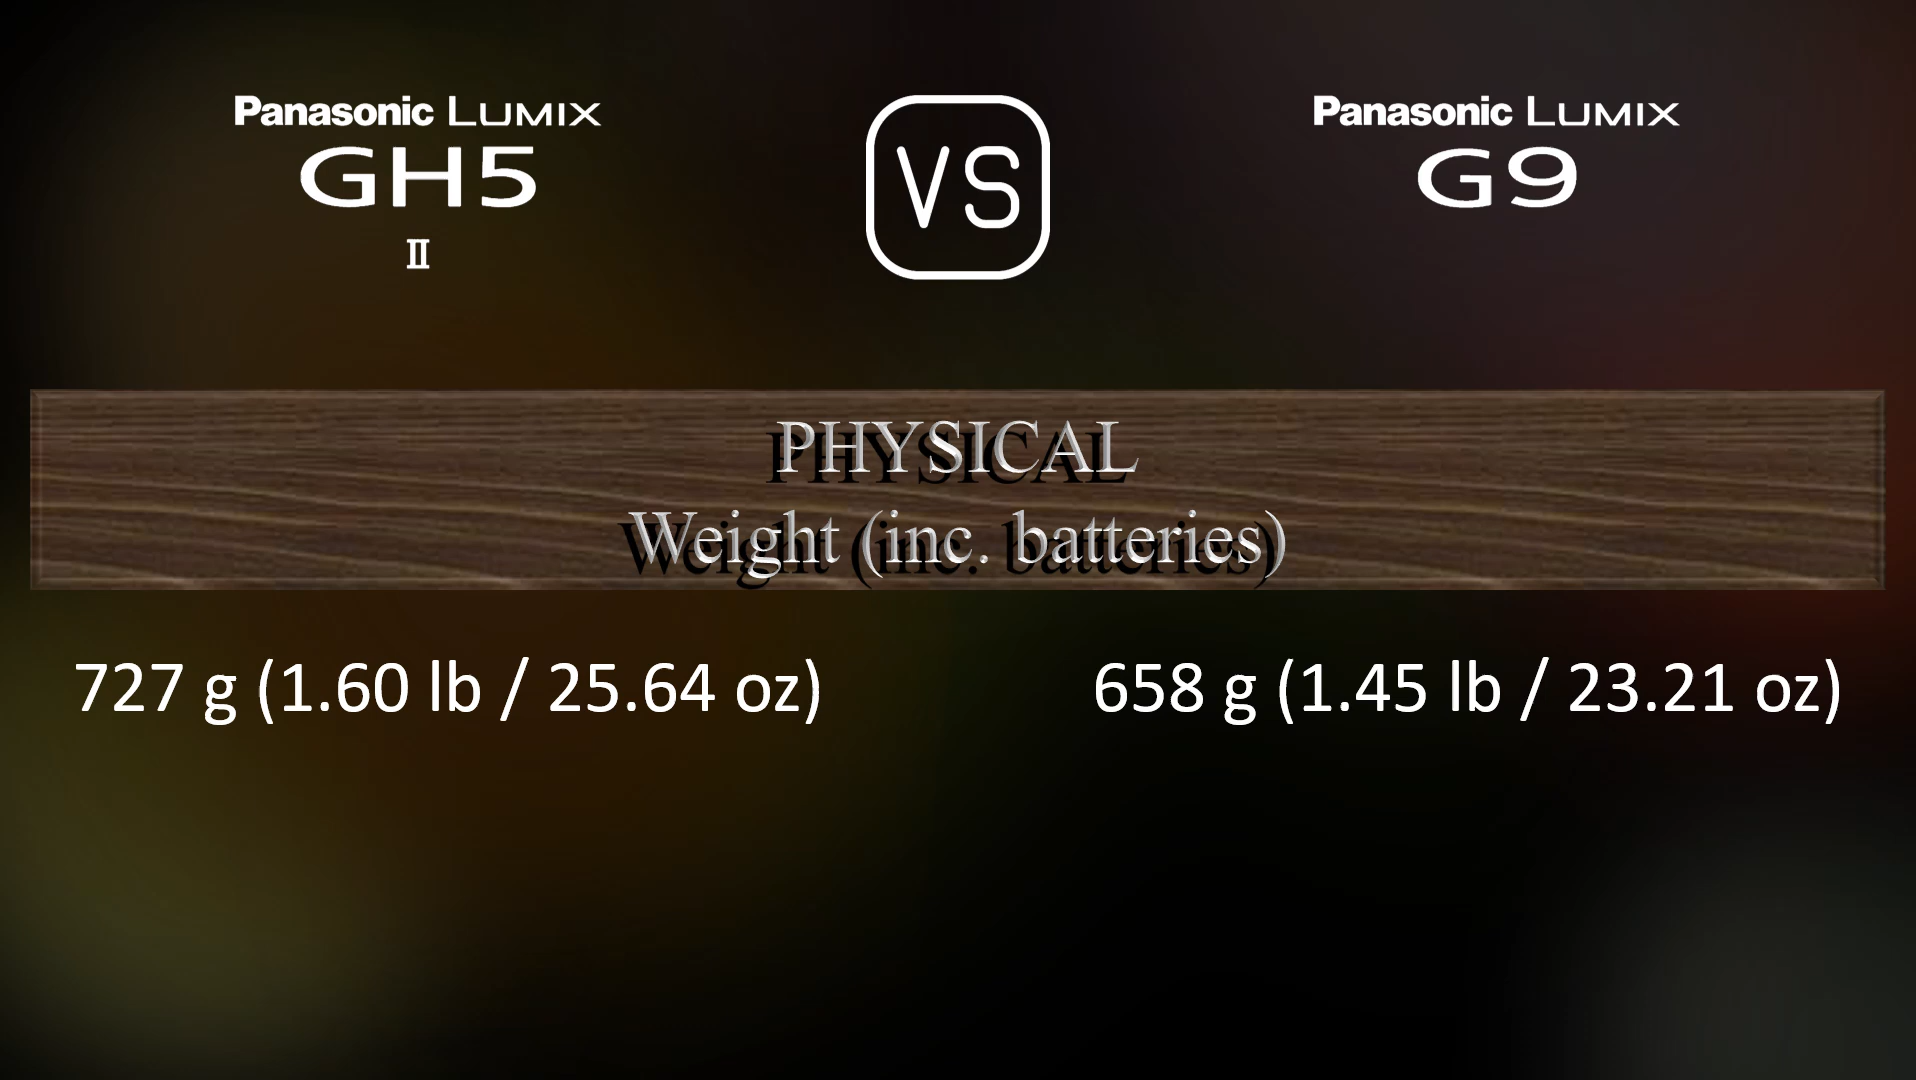 Panasonic LUMIX
GH5
II
VS
Panasonic LUMIX
G9
PHYSICAL
Weight (inc. batteries)
727 g (1.60 lb / 25.64 oz)
658 g (1.45 lb / 23.21 oz)